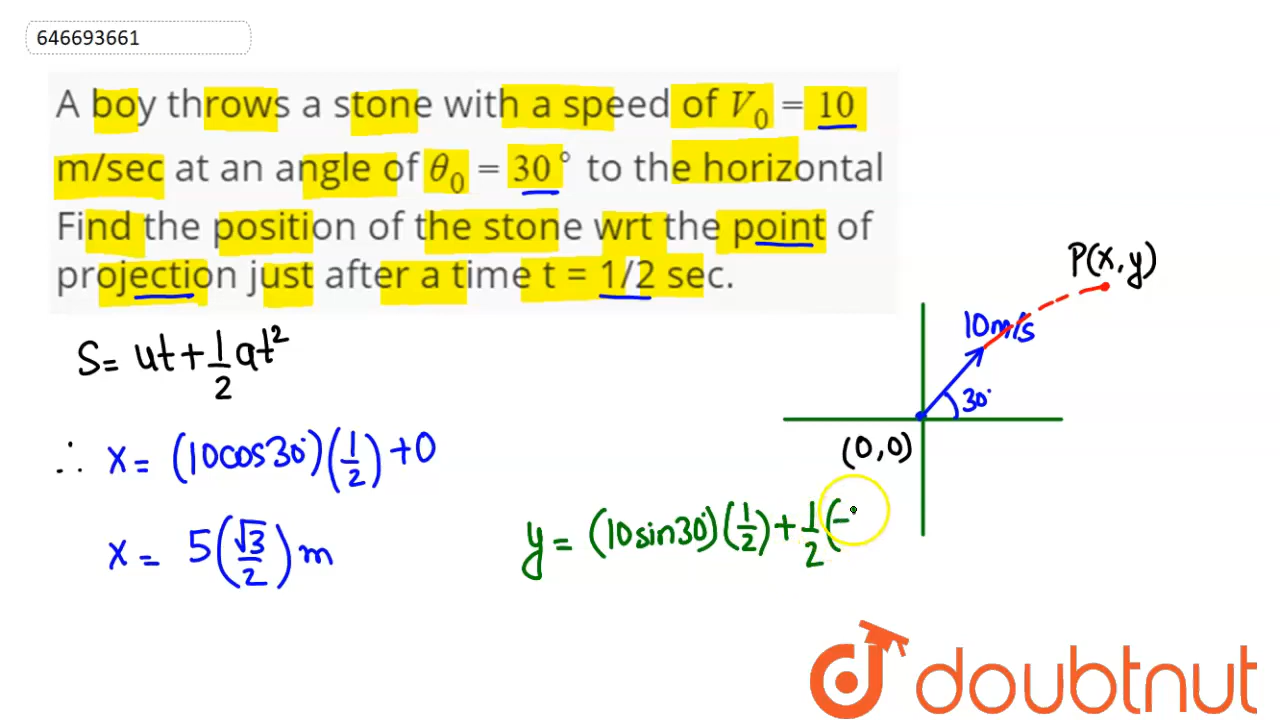 646693661
A boy throws a stone with a speed of V₀ = 10
m/sec at an angle of θ₀ = 30° to the horizontal
Find the position of the stone wrt the point of
projection just after a time t = 1/2 sec.
P(x,y)
10m/s
30°
(0,0)
S= ut+1/2at²
∴ x= (10cos30°)(1/2)+0
x= 5(√3/2)m
y= (10sin30°)(1/2)+1/2(-
doubtnut